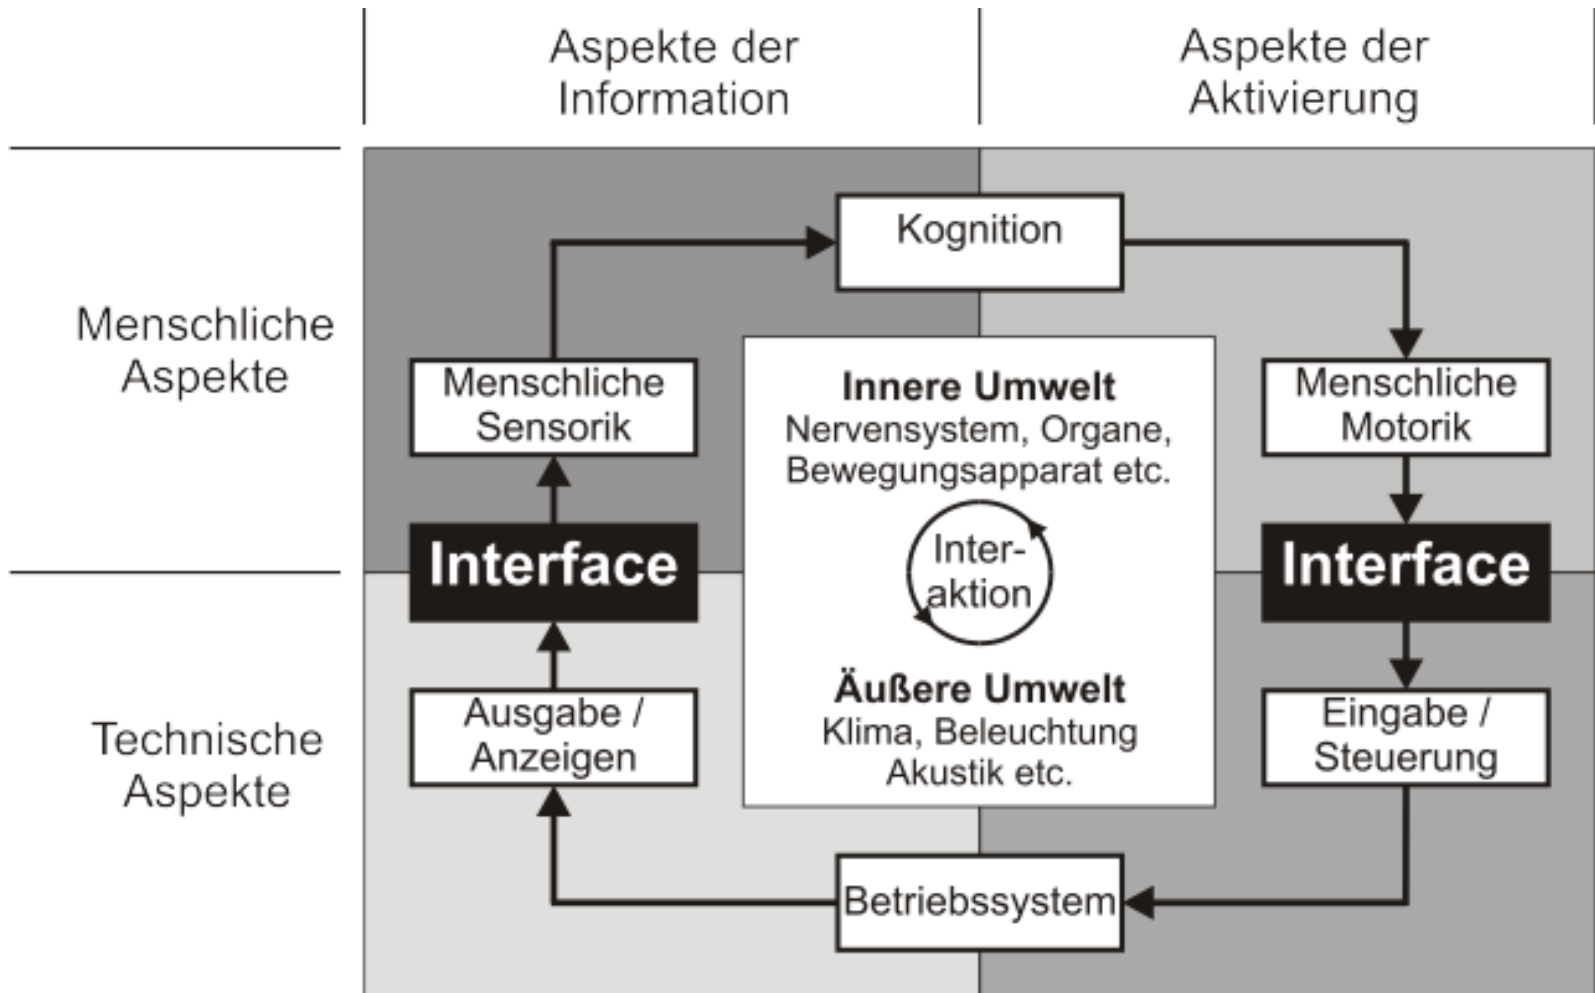 Aspekte der
Information
Aspekte der
Aktivierung
Menschliche
Aspekte
Technische
Aspekte
Kognition
Menschliche
Sensorik
Menschliche
Motorik
Innere Umwelt
Nervensystem, Organe,
Bewegungsapparat etc.
Inter-
aktion
Äußere Umwelt
Klima, Beleuchtung
Akustik etc.
Interface
Interface
Ausgabe /
Anzeigen
Eingabe /
Steuerung
Betriebssystem